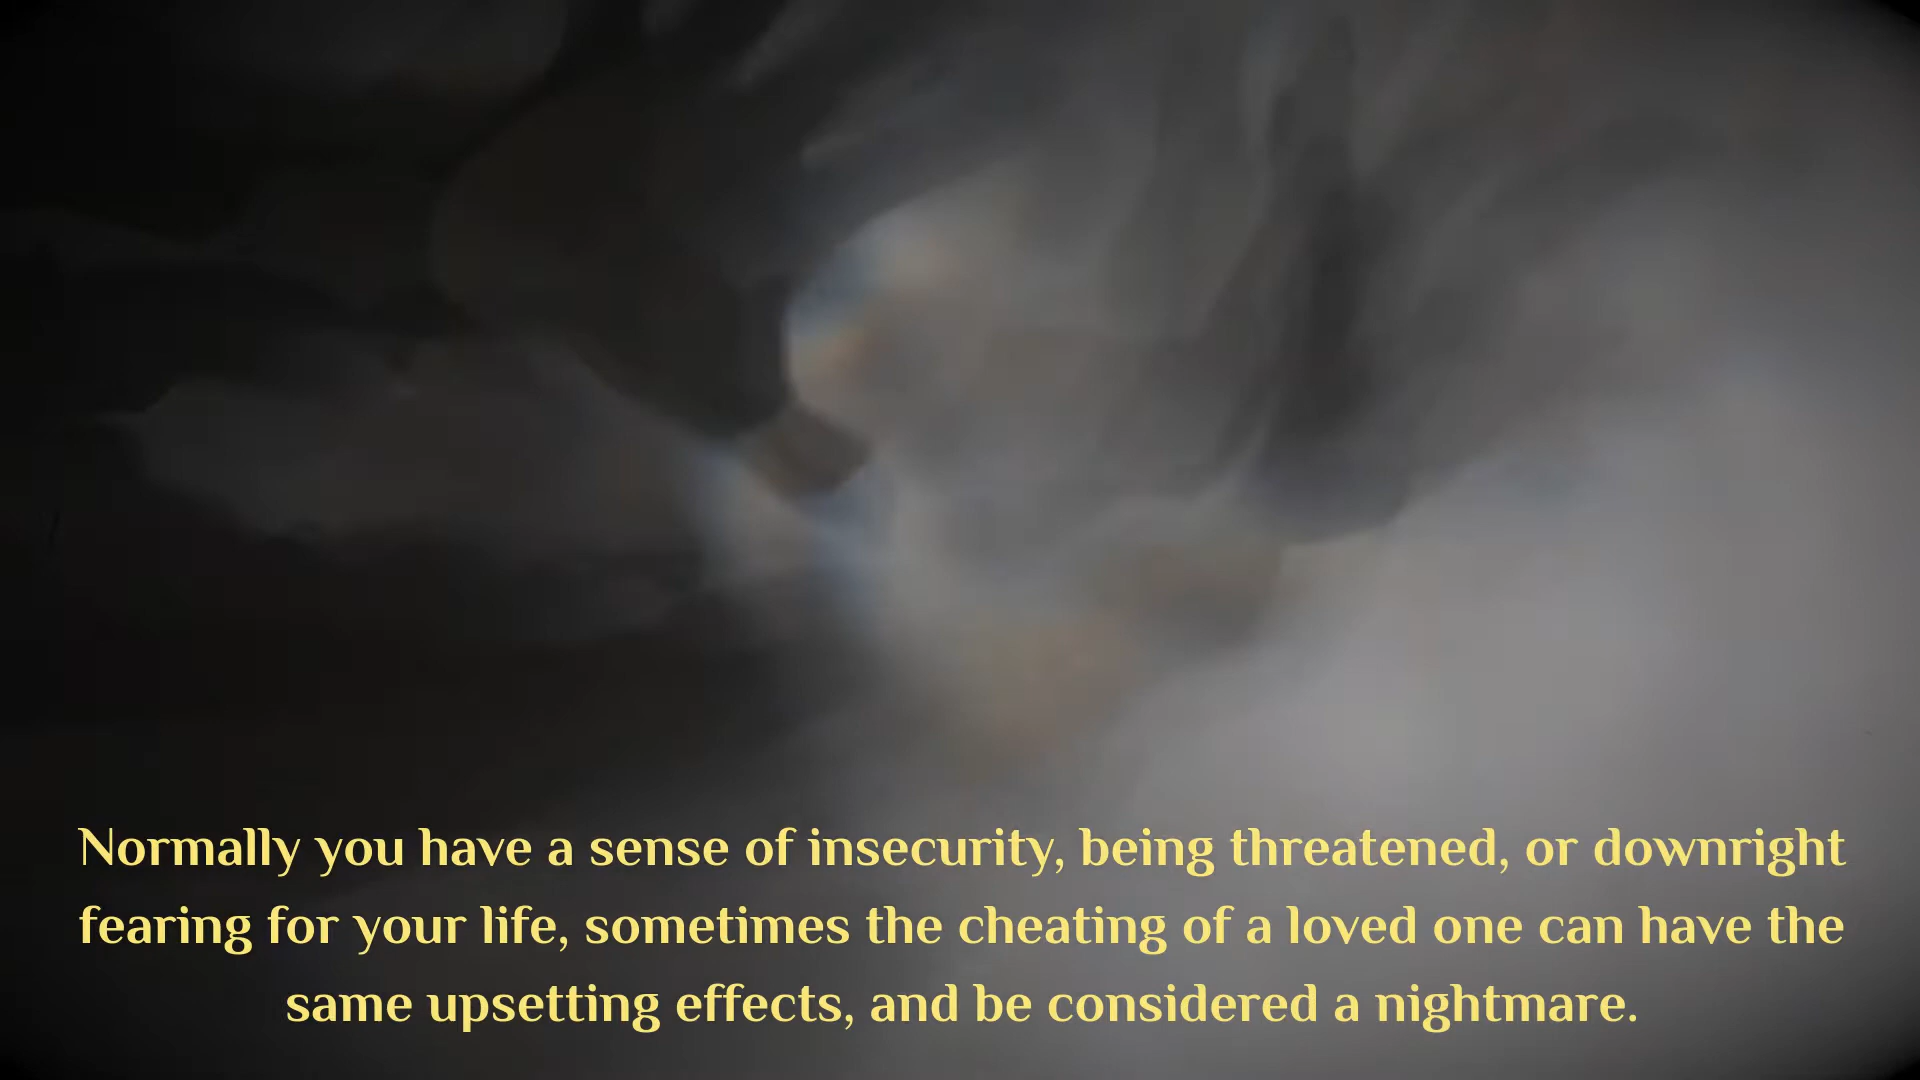 Normally you have a sense of insecurity, being threatened, or downright
fearing for your life, sometimes the cheating of a loved one can have the
same upsetting effects, and be considered a nightmare.